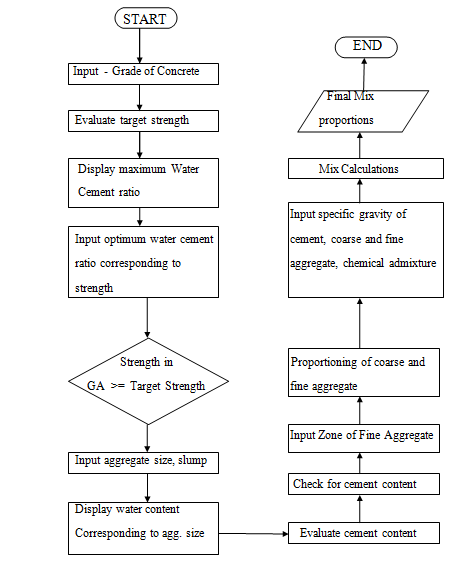 START
Input - Grade of Concrete
Evaluate target strength
Display maximum Water
Cement ratio
Input optimum water cement
ratio corresponding to
strength
Strength in
GA >= Target Strength
Input aggregate size, slump
Display water content
Corresponding to agg. size
Evaluate cement content
Check for cement content
Input Zone of Fine Aggregate
Proportioning of coarse and
fine aggregate
Input specific gravity of
cement, coarse and fine
aggregate, chemical admixture
Mix Calculations
Final Mix
proportions
END